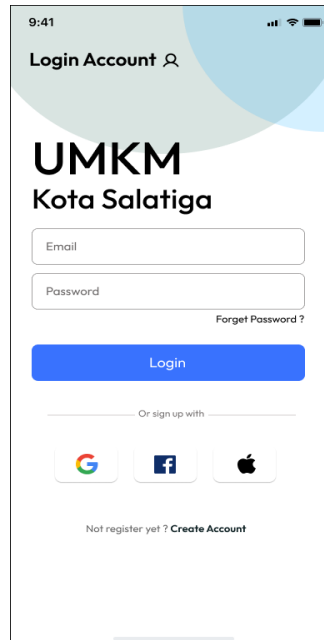 9:41
Login Account
UMKM
Kota Salatiga
Email
Password
Forget Password ?
Login
Or sign up with
Not register yet ? Create Account